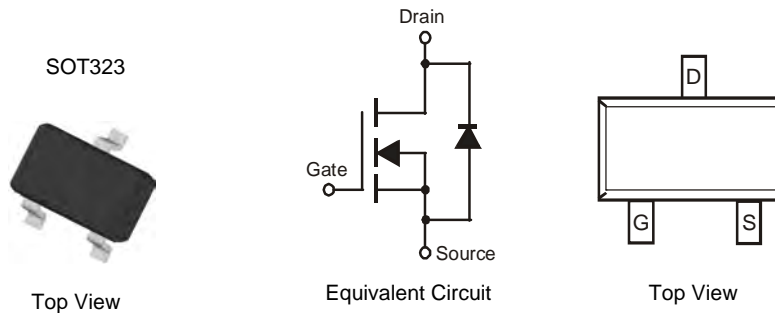 SOT323
Top View
Drain
Gate
Source
Equivalent Circuit
D
G
S
Top View